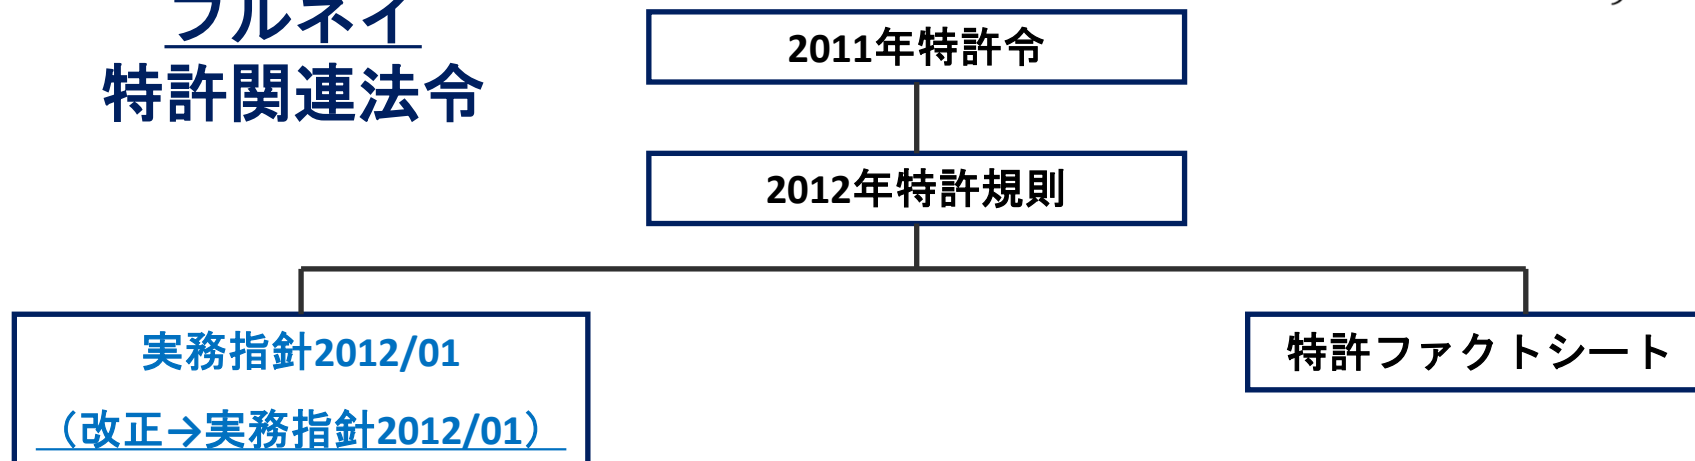 ブルネイ
特許関連法令
2011年特許令
2012年特許規則
実務指針2012/01
（改正→実務指針2012/01）
特許ファクトシート